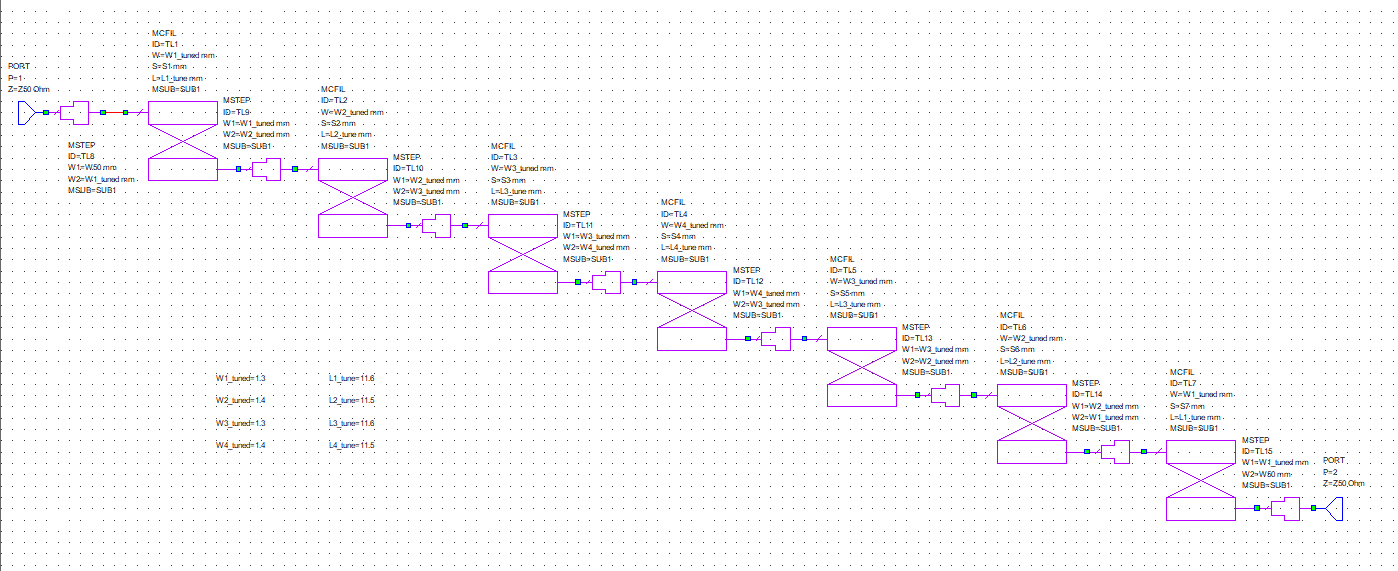 PORT
P=1
Z=Z50 Ohm
MCFIL
ID=TL1
W=W1_tuned mm
S=S1 mm
L=L1_tune mm
MSUB=SUB1
MSTEP
ID=TL8
W1=W50 mm
W2=W1_tuned mm
MSUB=SUB1
MSTEP
ID=TL9
W1=W1_tuned mm
W2=W2_tuned mm
MSUB=SUB1
MCFIL
ID=TL2
W=W2_tuned mm
S=S2 mm
L=L2_tune mm
MSUB=SUB1
MSTEP
ID=TL10
W1=W2_tuned mm
W2=W3_tuned mm
MSUB=SUB1
MCFIL
ID=TL3
W=W3_tuned mm
S=S3 mm
L=L3_tune mm
MSUB=SUB1
MSTEP
ID=TL11
W1=W3_tuned mm
W2=W4_tuned mm
MSUB=SUB1
MCFIL
ID=TL4
W=W4_tuned mm
S=S4 mm
L=L4_tune mm
MSUB=SUB1
MSTEP
ID=TL12
W1=W4_tuned mm
W2=W3_tuned mm
MSUB=SUB1
MCFIL
ID=TL5
W=W3_tuned mm
S=S5 mm
L=L3_tune mm
MSUB=SUB1
MSTEP
ID=TL13
W1=W3_tuned mm
W2=W2_tuned mm
MSUB=SUB1
MCFIL
ID=TL6
W=W2_tuned mm
S=S6 mm
L=L2_tune mm
MSUB=SUB1
MSTEP
ID=TL14
W1=W2_tuned mm
W2=W1_tuned mm
MSUB=SUB1
MCFIL
ID=TL7
W=W1_tuned mm
S=S7 mm
L=L1_tune mm
MSUB=SUB1
MSTEP
ID=TL15
W1=W1_tuned mm
W2=W50 mm
MSUB=SUB1
PORT
P=2
Z=Z50 Ohm
W1_tuned=1.3
L1_tune=11.6
W2_tuned=1.4
L2_tune=11.5
W3_tuned=1.3
L3_tune=11.6
W4_tuned=1.4
L4_tune=11.5